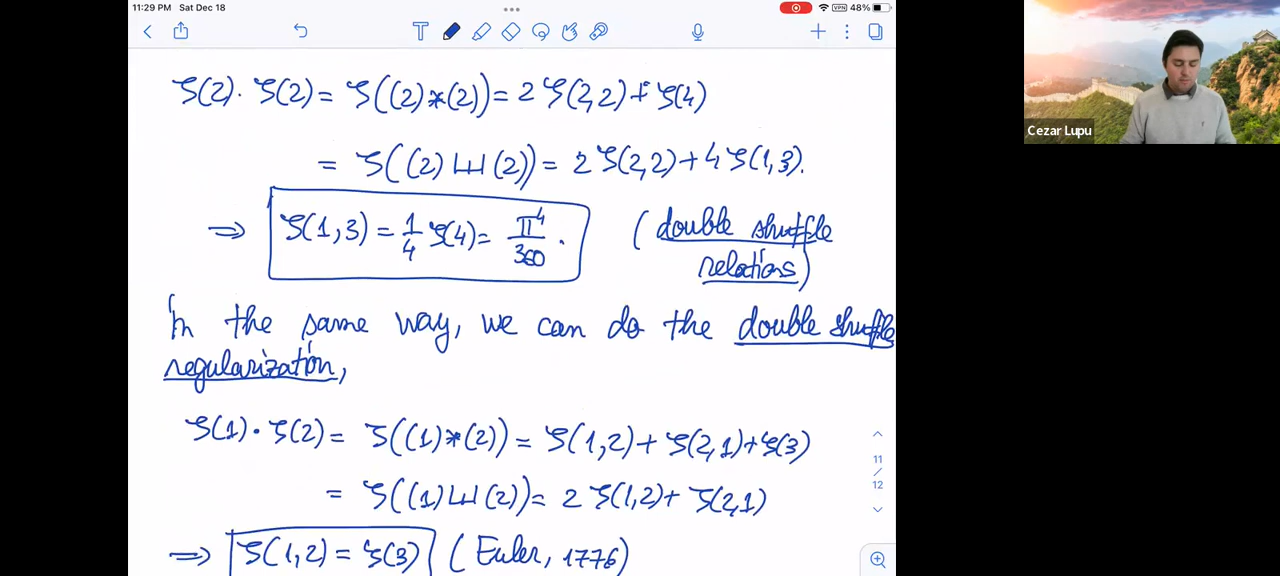 11:29 PM Sat Dec 18
VPN 48%
ζ(2)·ζ(2) = ζ((2)*(2)) = 2ζ(2,2)+ζ(4)
= ζ((2)Ш(2)) = 2ζ(2,2)+4ζ(1,3).
⇒ ζ(1,3) = 1/4 ζ(4) = π⁴/360 . (double shuffle
relations)
In the same way, we can do the double shuffle
regularization,
ζ(1)·ζ(2) = ζ((1)*(2)) = ζ(1,2)+ζ(2,1)+ζ(3)
= ζ((1)Ш(2)) = 2ζ(1,2)+ζ(2,1)
⇒ ζ(1,2) = ζ(3) (Euler, 1776)
11
/
12
Cezar Lupu